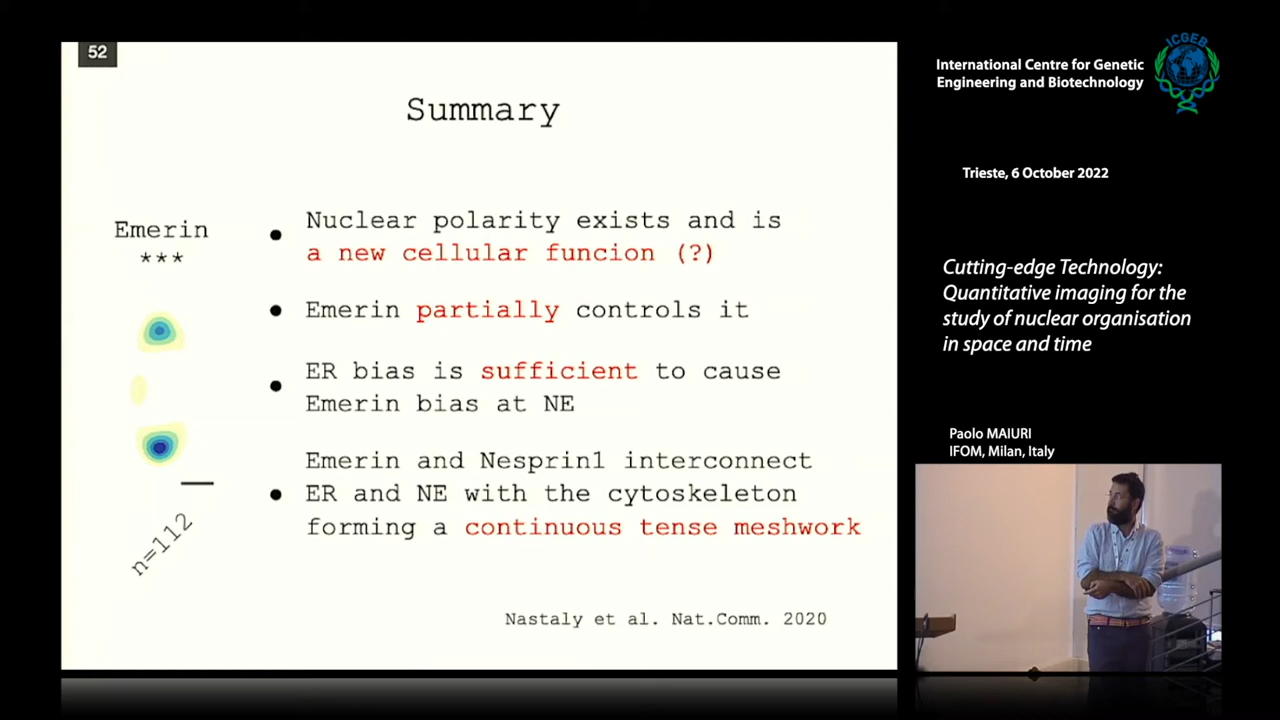 52
Summary
Emerin
***
n=112
Nuclear polarity exists and is
a new cellular funcion (?)
Emerin partially controls it
ER bias is sufficient to cause
Emerin bias at NE
Emerin and Nesprin1 interconnect
ER and NE with the cytoskeleton
forming a continuous tense meshwork
Nastaly et al. Nat.Comm. 2020
International Centre for Genetic
Engineering and Biotechnology
ICGEB
Trieste, 6 October 2022
Cutting-edge Technology:
Quantitative imaging for the
study of nuclear organisation
in space and time
Paolo MAIURI
IFOM, Milan, Italy